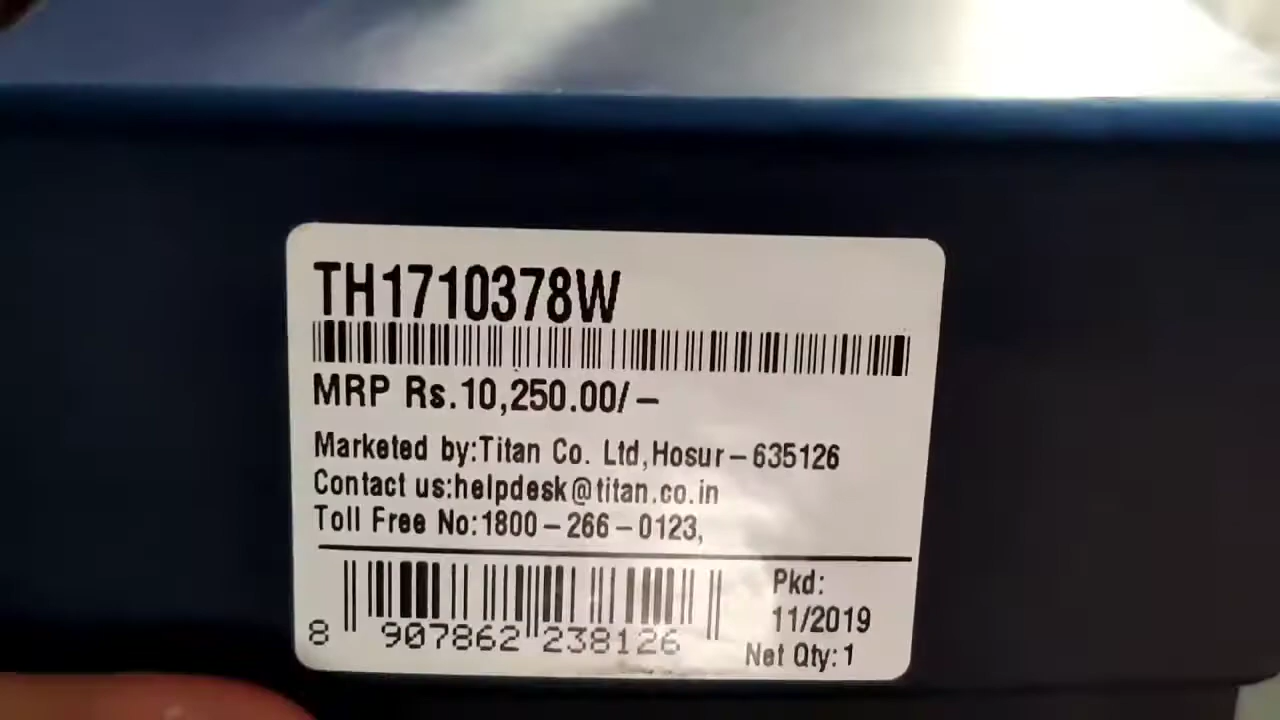 TH1710378W
MRP Rs.10,250.00/-
Marketed by:Titan Co. Ltd,Hosur-635126
Contact us:helpdesk@titan.co.in
Toll Free No:1800-266-0123,
Pkd:
11/2019
Net Qty:1
8 907862 238126